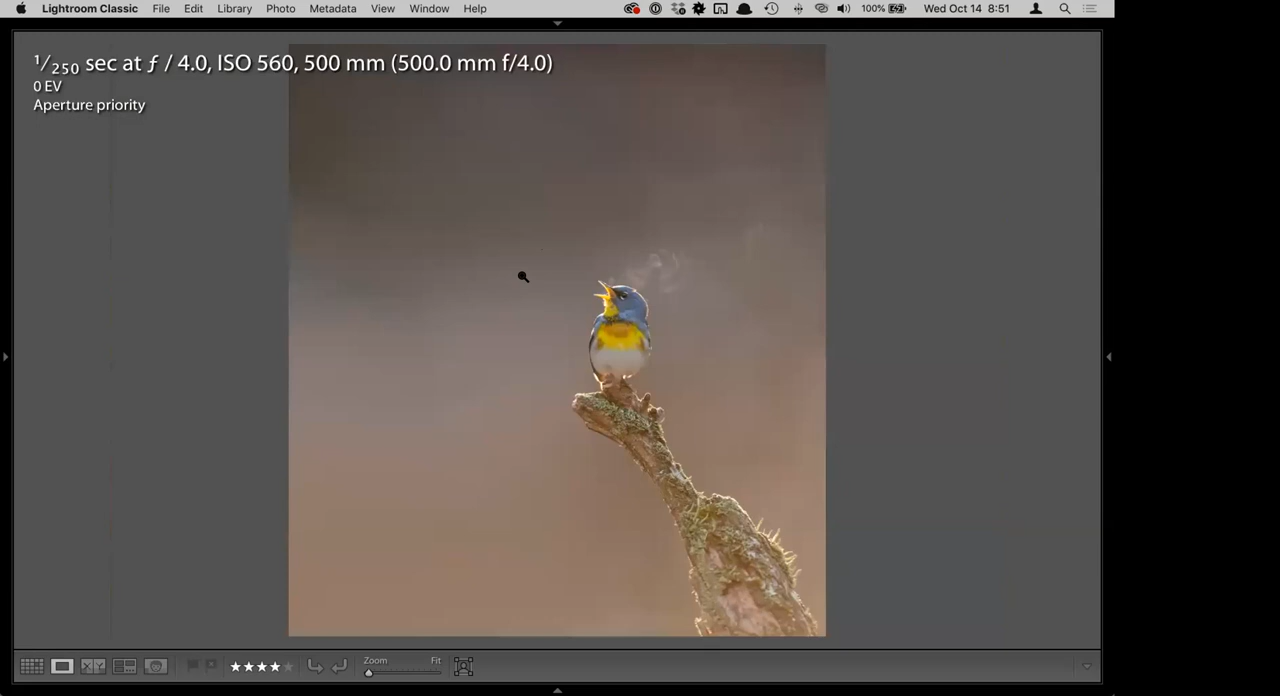 Lightroom Classic File Edit Library Photo Metadata View Window Help 100% Wed Oct 14 8:51
1/250 sec at ƒ / 4.0, ISO 560, 500 mm (500.0 mm f/4.0)
0 EV
Aperture priority
Zoom Fit